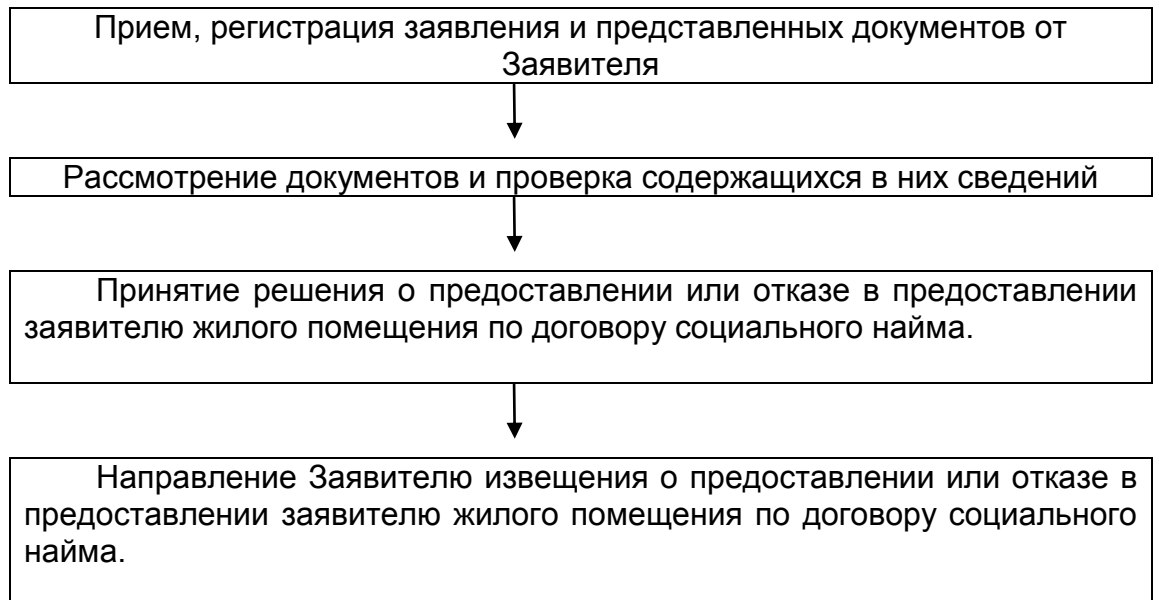 Прием, регистрация заявления и представленных документов от
Заявителя
Рассмотрение документов и проверка содержащихся в них сведений
Принятие решения о предоставлении или отказе в предоставлении
заявителю жилого помещения по договору социального найма.
Направление Заявителю извещения о предоставлении или отказе в
предоставлении заявителю жилого помещения по договору социального
найма.